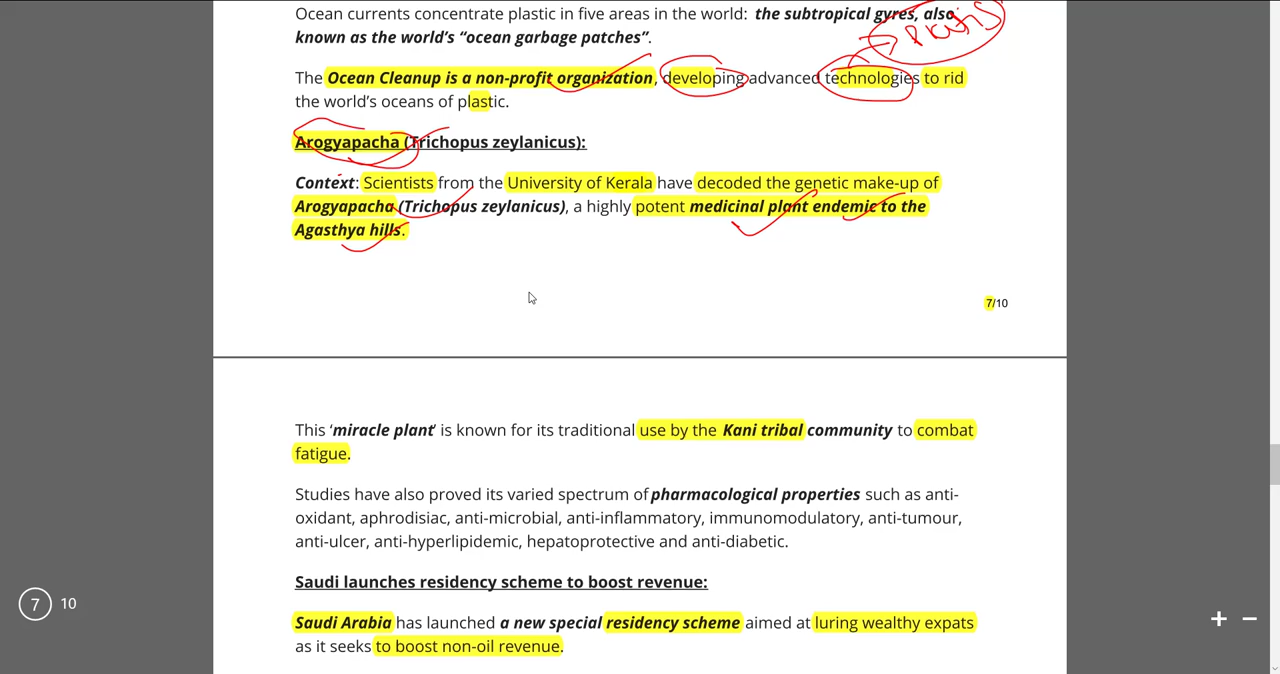 Ocean currents concentrate plastic in five areas in the world: the subtropical gyres, also
known as the world's “ocean garbage patches”.
The Ocean Cleanup is a non-profit organization, developing advanced technologies to rid
the world's oceans of plastic.
Arogyapacha (Trichopus zeylanicus):
Context: Scientists from the University of Kerala have decoded the genetic make-up of
Arogyapacha (Trichopus zeylanicus), a highly potent medicinal plant endemic to the
Agasthya hills.
7/10
This ‘miracle plant’ is known for its traditional use by the Kani tribal community to combat
fatigue.
Studies have also proved its varied spectrum of pharmacological properties such as anti-
oxidant, aphrodisiac, anti-microbial, anti-inflammatory, immunomodulatory, anti-tumour,
anti-ulcer, anti-hyperlipidemic, hepatoprotective and anti-diabetic.
Saudi launches residency scheme to boost revenue:
Saudi Arabia has launched a new special residency scheme aimed at luring wealthy expats
as it seeks to boost non-oil revenue.
7 10